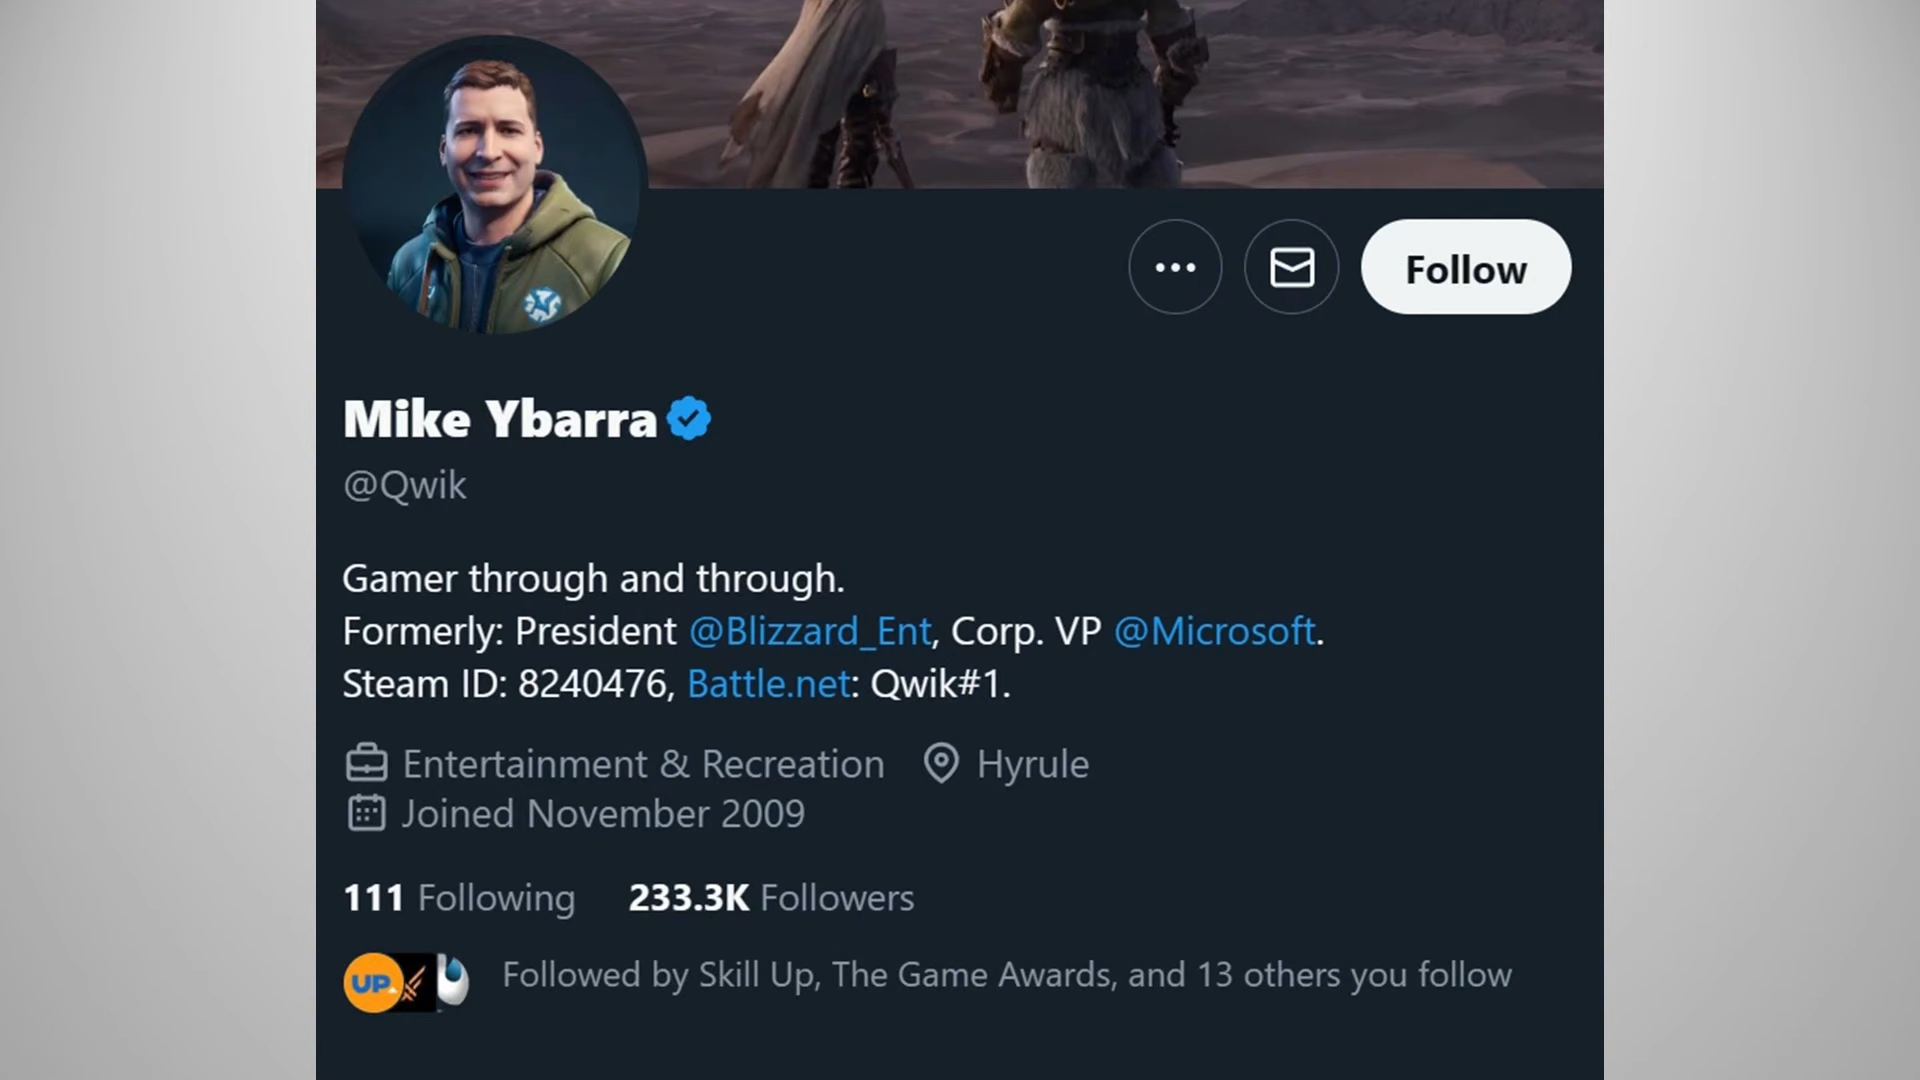 Follow
Mike Ybarra
@Qwik
Gamer through and through.
Formerly: President @Blizzard_Ent, Corp. VP @Microsoft.
Steam ID: 8240476, Battle.net: Qwik#1.
Entertainment & Recreation Hyrule
Joined November 2009
111 Following 233.3K Followers
UP
Followed by Skill Up, The Game Awards, and 13 others you follow